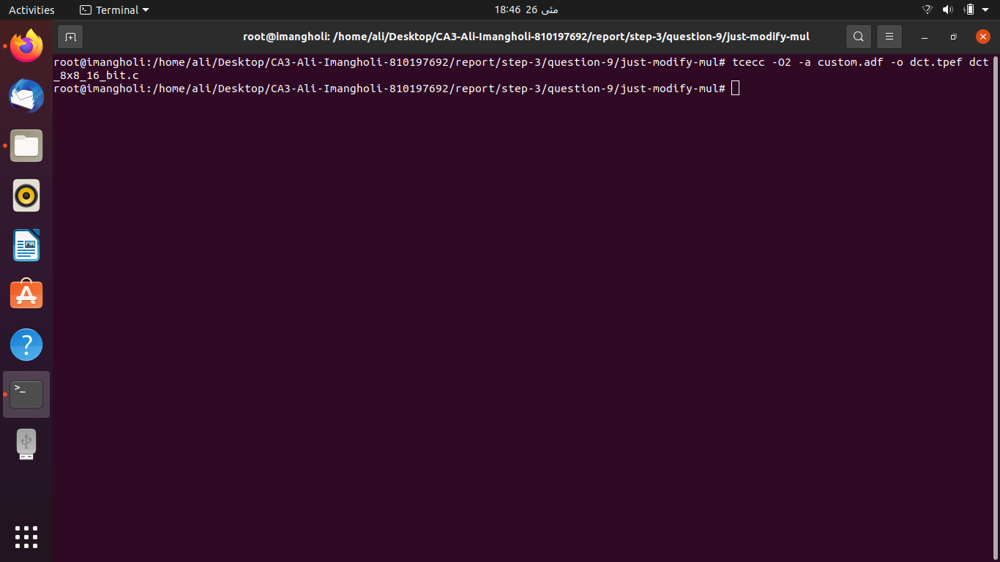 Activities
Terminal
18:46 26 مئی
root@imangholi: /home/ali/Desktop/CA3-Ali-Imangholi-810197692/report/step-3/question-9/just-modify-mul
root@imangholi:/home/ali/Desktop/CA3-Ali-Imangholi-810197692/report/step-3/question-9/just-modify-mul# tcecc -O2 -a custom.adf -o dct.tpef dct
_8x8_16_bit.c
root@imangholi:/home/ali/Desktop/CA3-Ali-Imangholi-810197692/report/step-3/question-9/just-modify-mul#